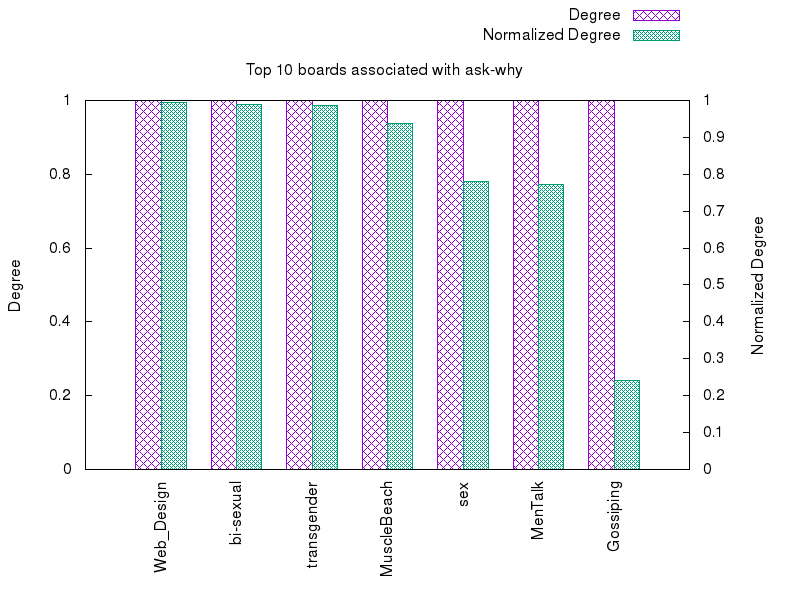 Degree
Normalized Degree
Top 10 boards associated with ask-why
1
0.8
0.6
0.4
0.2
0
1
0.9
0.8
0.7
0.6
0.5
0.4
0.3
0.2
0.1
0
Degree
Normalized Degree
Web_Design
bi-sexual
transgender
MuscleBeach
sex
MenTalk
Gossiping